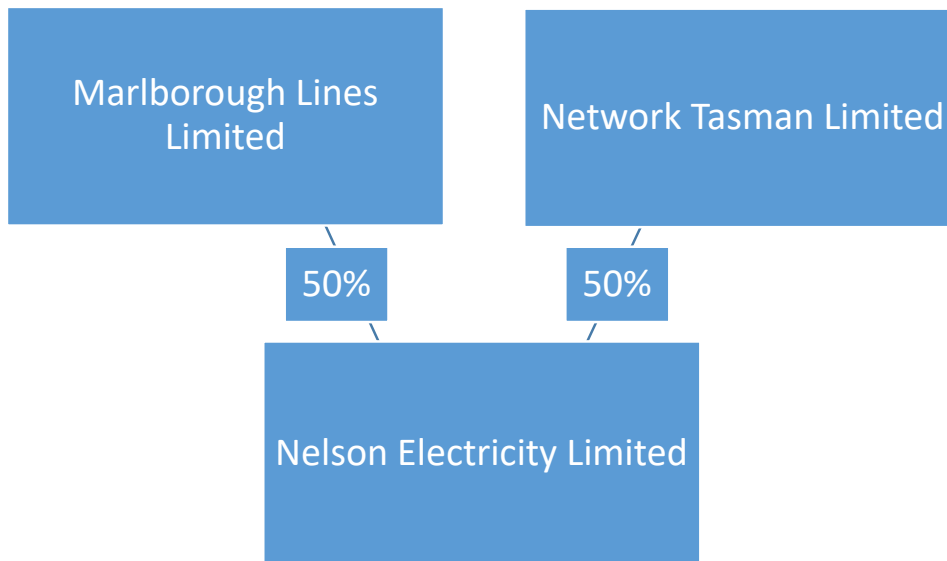 Marlborough Lines
Limited
Network Tasman Limited
50%
50%
Nelson Electricity Limited